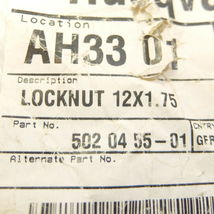 Location
AH33 01
Description
LOCKNUT 12X1.75
Part No.
502 04 55-01
Alternate Part No.